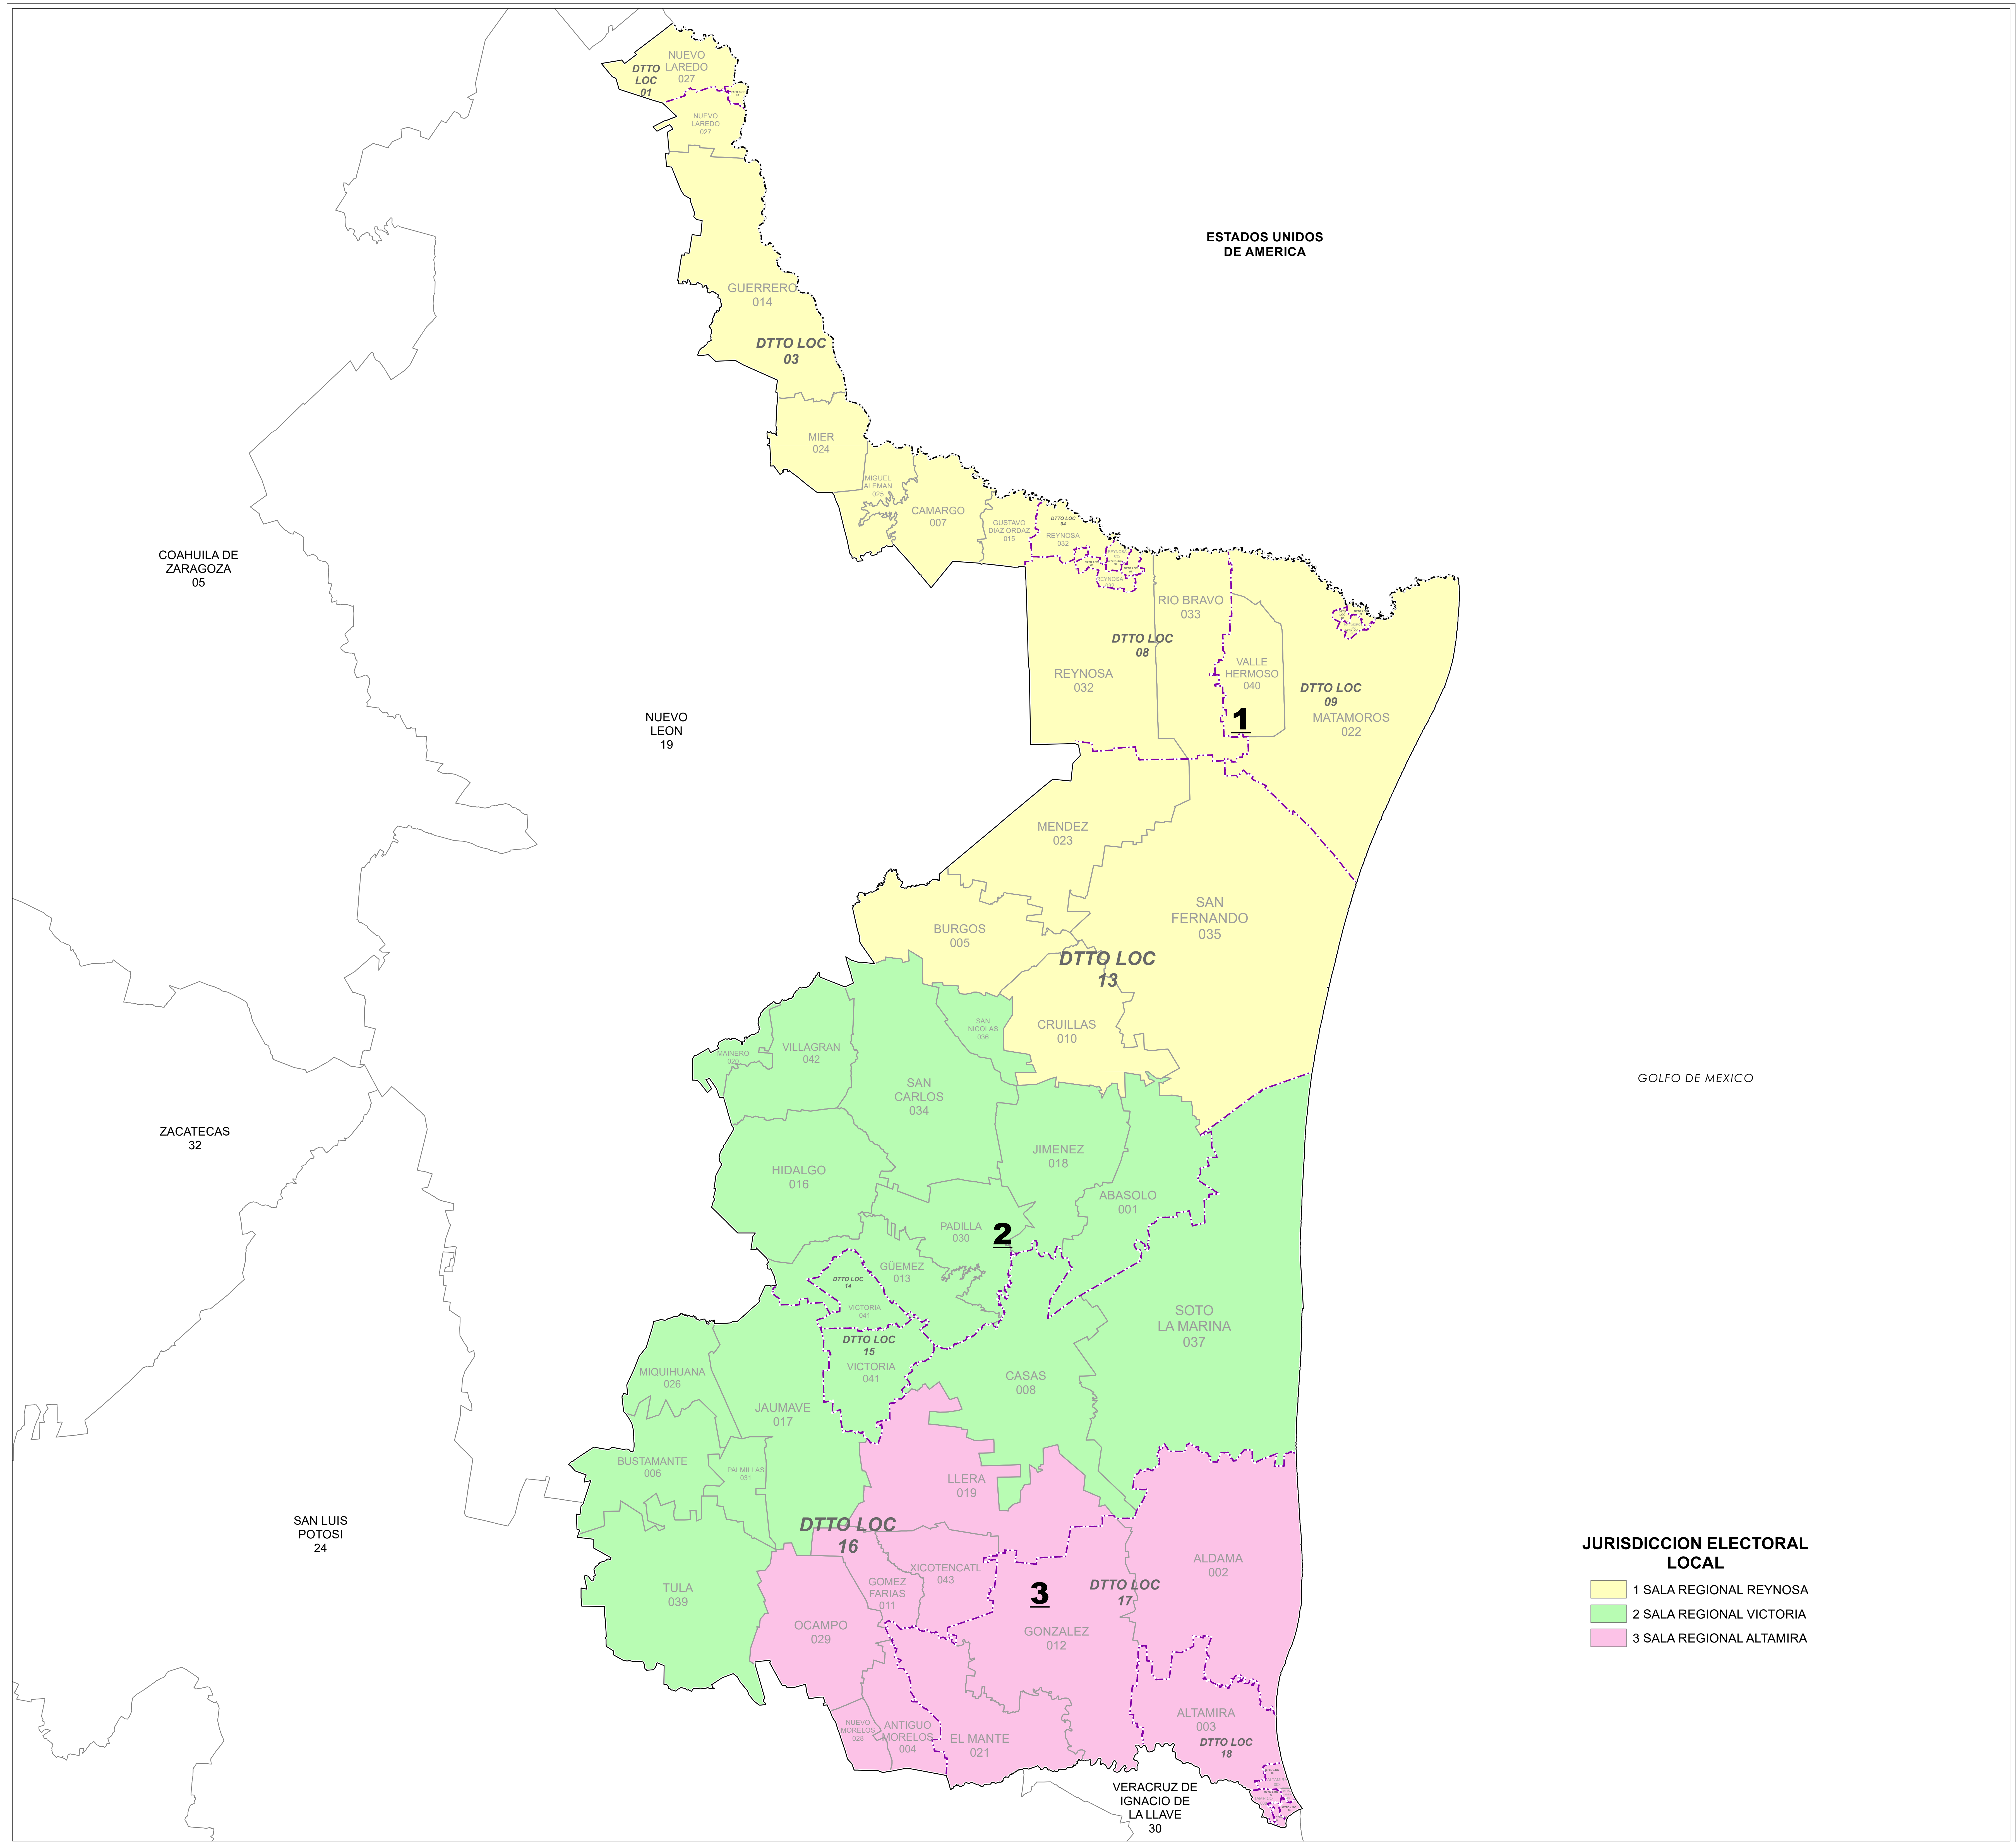 NUEVO
LAREDO
027
DTTO
LOC
01
NUEVO
LAREDO
027
ESTADOS UNIDOS
DE AMERICA
GUERRERO
014
DTTO LOC
03
MIER
024
MIGUEL
ALEMAN
025
CAMARGO
007
GUSTAVO
DIAZ ORDAZ
015
DTTO LOC
04
REYNOSA
032
REYNOSA
COAHUILA DE
ZARAGOZA
05
RIO BRAVO
033
DTTO LOC
08
REYNOSA
032
VALLE
HERMOSO
040
DTTO LOC
09
MATAMOROS
022
1
NUEVO
LEON
19
MENDEZ
023
SAN
FERNANDO
035
BURGOS
005
DTTO LOC
13
CRUILLAS
010
SAN
NICOLAS
036
VILLAGRAN
042
MAINERO
020
SAN
CARLOS
034
GOLFO DE MEXICO
ZACATECAS
32
JIMENEZ
018
HIDALGO
016
ABASOLO
001
PADILLA
030
2
GÜEMEZ
013
DTTO LOC
14
VICTORIA
041
DTTO LOC
15
VICTORIA
041
SOTO
LA MARINA
037
CASAS
008
MIQUIHUANA
026
JAUMAVE
017
BUSTAMANTE
006
PALMILLAS
031
LLERA
019
SAN LUIS
POTOSI
24
DTTO LOC
16
TULA
039
XICOTENCATL
043
GOMEZ
FARIAS
011
OCAMPO
029
3
DTTO LOC
17
ALDAMA
002
GONZALEZ
012
NUEVO
MORELOS
028
ANTIGUO
MORELOS
004
EL MANTE
021
ALTAMIRA
003
DTTO LOC
18
VERACRUZ DE
IGNACIO DE
LA LLAVE
30
JURISDICCION ELECTORAL
LOCAL
1 SALA REGIONAL REYNOSA
2 SALA REGIONAL VICTORIA
3 SALA REGIONAL ALTAMIRA